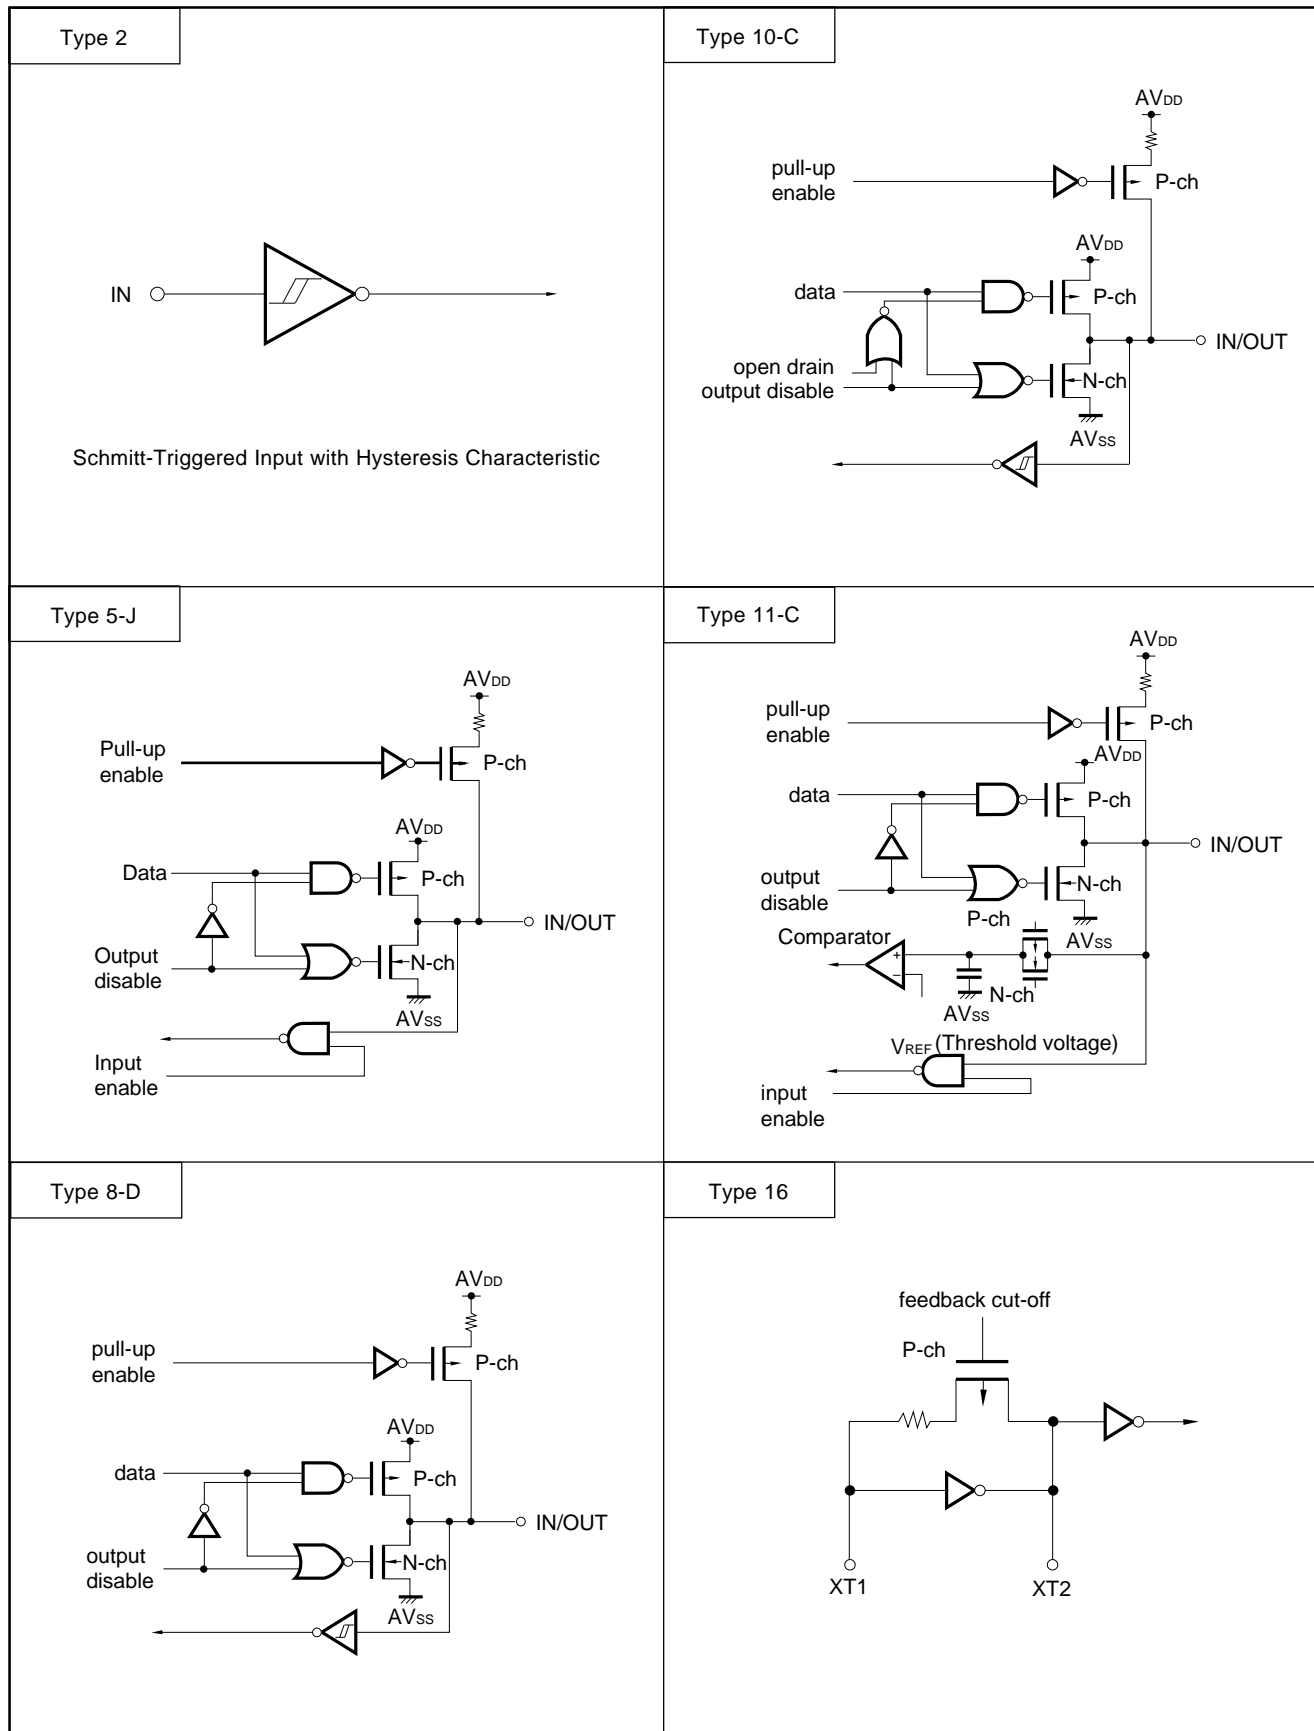 Type 2
IN
Schmitt-Triggered Input with Hysteresis Characteristic
Type 10-C
AVDD
pull-up
enable
P-ch
AVDD
data
P-ch
IN/OUT
open drain
output disable
N-ch
AVSS
Type 5-J
AVDD
Pull-up
enable
P-ch
AVDD
Data
P-ch
IN/OUT
Output
disable
N-ch
AVSS
Input
enable
Type 11-C
AVDD
pull-up
enable
P-ch
AVDD
data
P-ch
IN/OUT
output
disable
N-ch
P-ch
Comparator
AVSS
+
–
N-ch
AVSS
VREF (Threshold voltage)
input
enable
Type 8-D
AVDD
pull-up
enable
P-ch
AVDD
data
P-ch
IN/OUT
output
disable
N-ch
AVSS
Type 16
feedback cut-off
P-ch
XT1
XT2